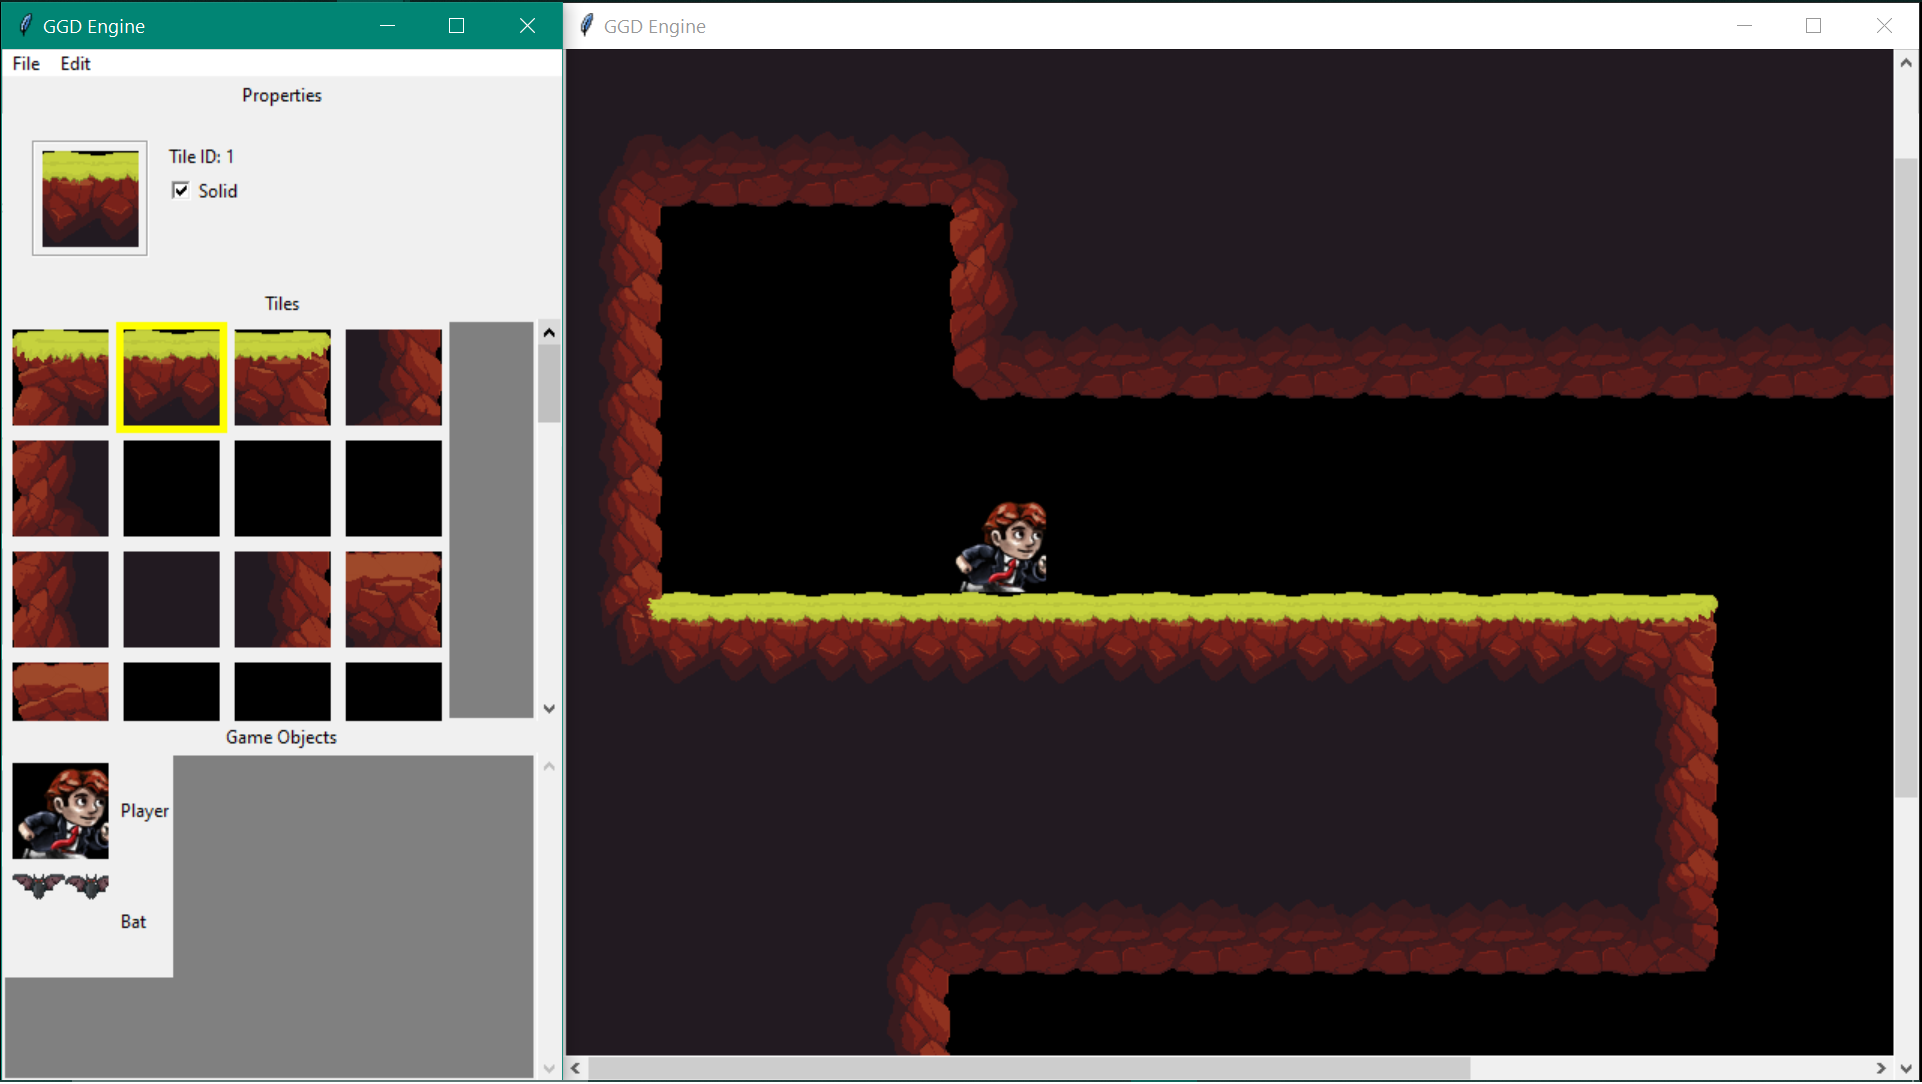 GGD Engine
File Edit
Properties
Tile ID: 1
Solid
Tiles
Game Objects
Player
Bat
GGD Engine